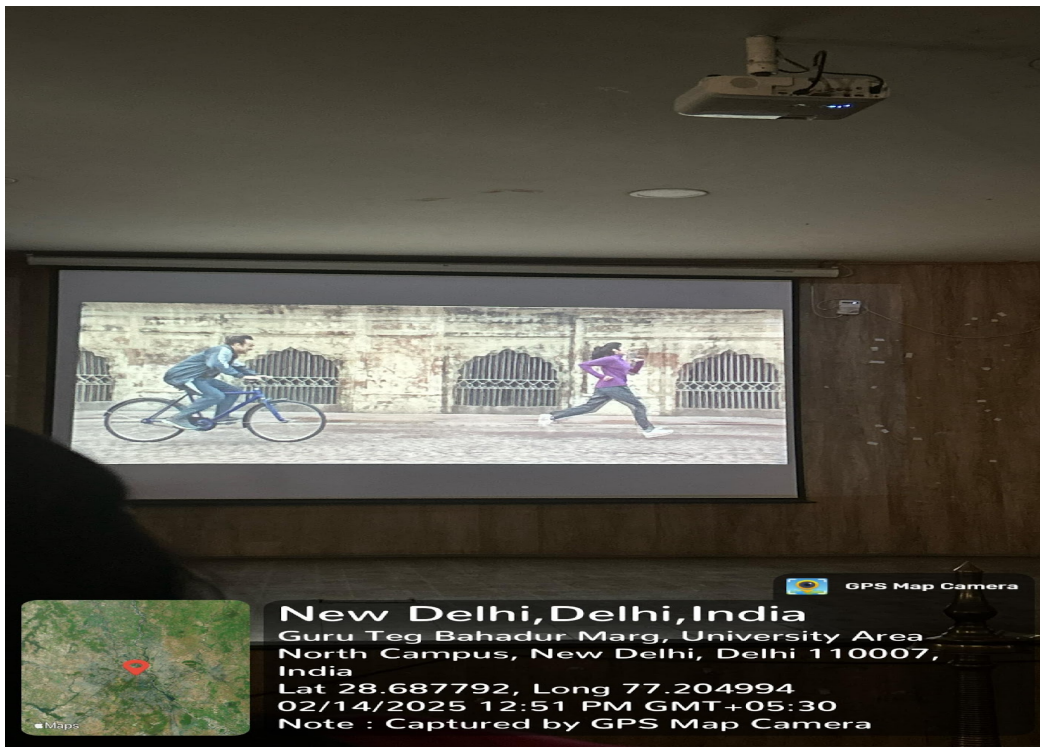 GPS Map Camera
New Delhi,Delhi,India
Guru Teg Bahadur Marg, University Area
North Campus, New Delhi, Delhi 110007,
India
Lat 28.687792, Long 77.204994
02/14/2025 12:51 PM GMT+05:30
Note : Captured by GPS Map Camera
Maps